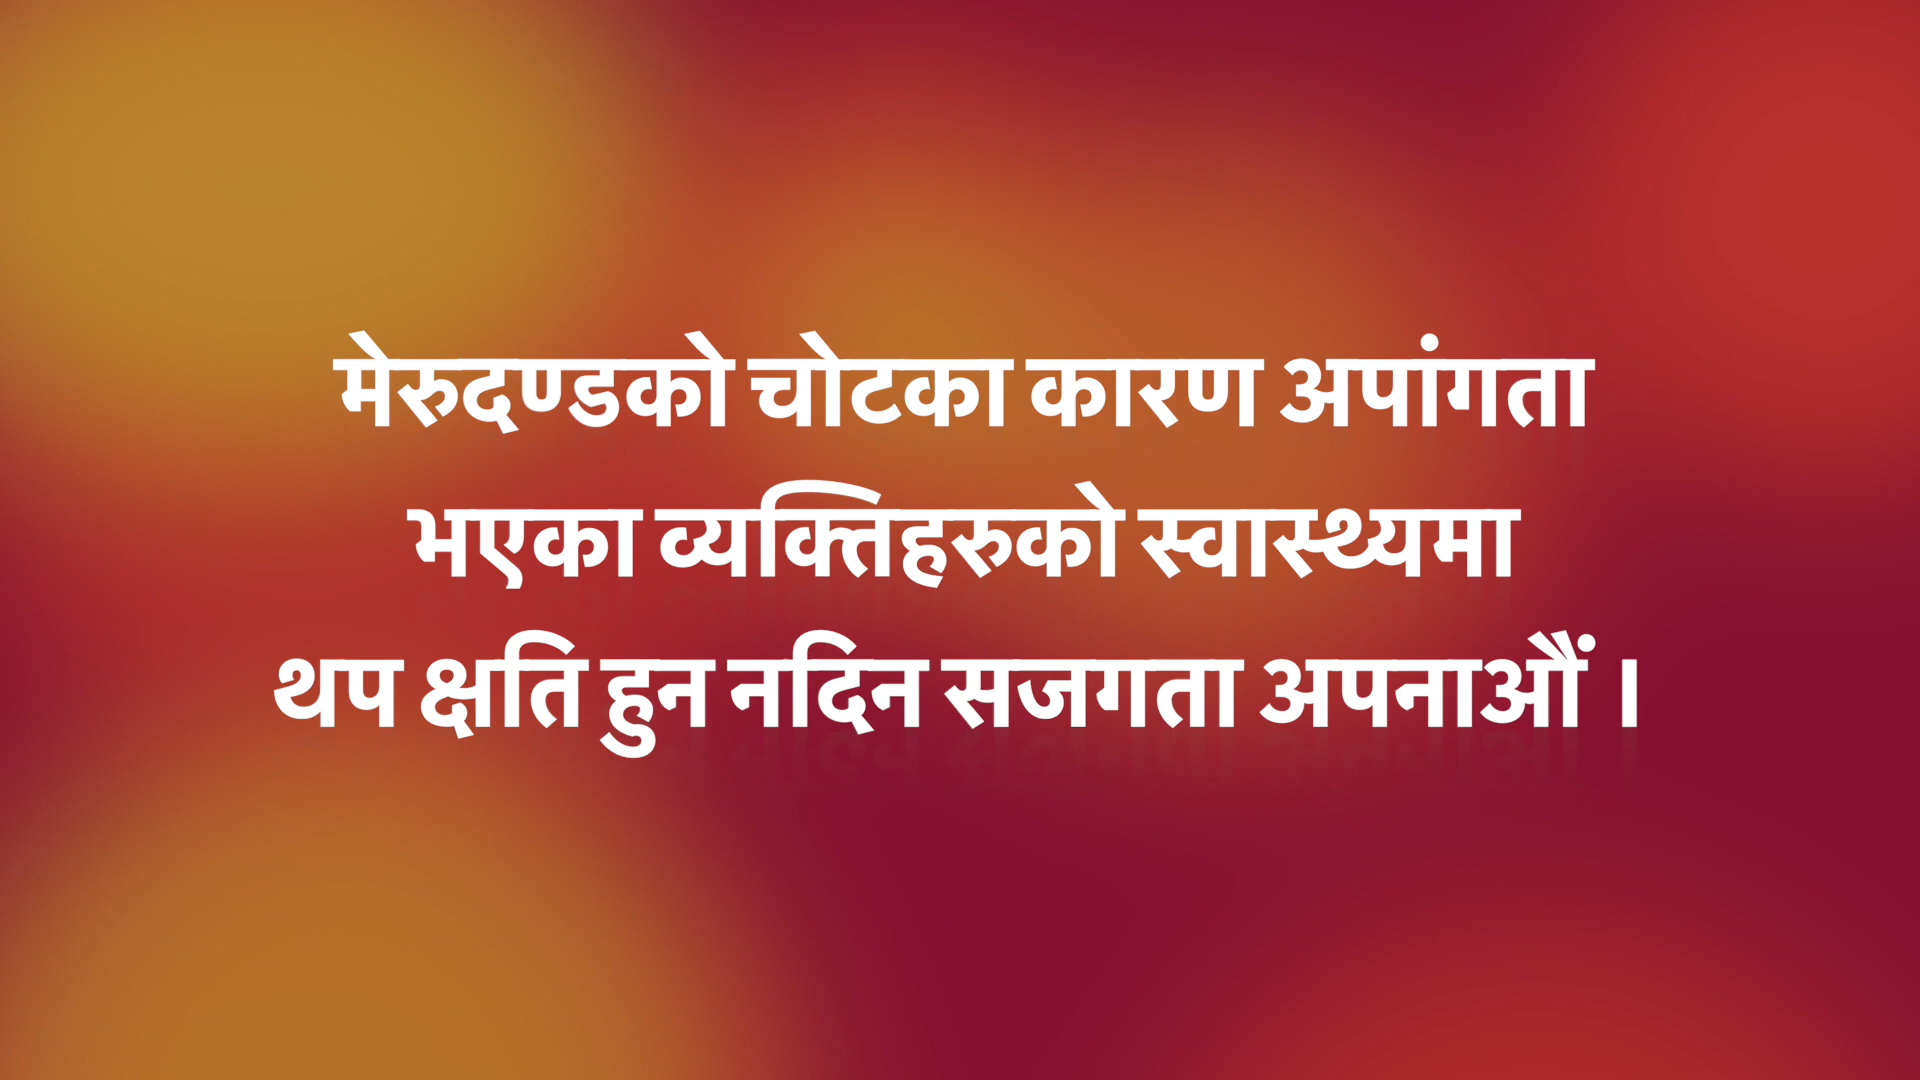 मेरुदण्डको चोटका कारण अपांगता
भएका व्यक्तिहरुको स्वास्थ्यमा
थप क्षति हुन नदिन सजगता अपनाऔं ।